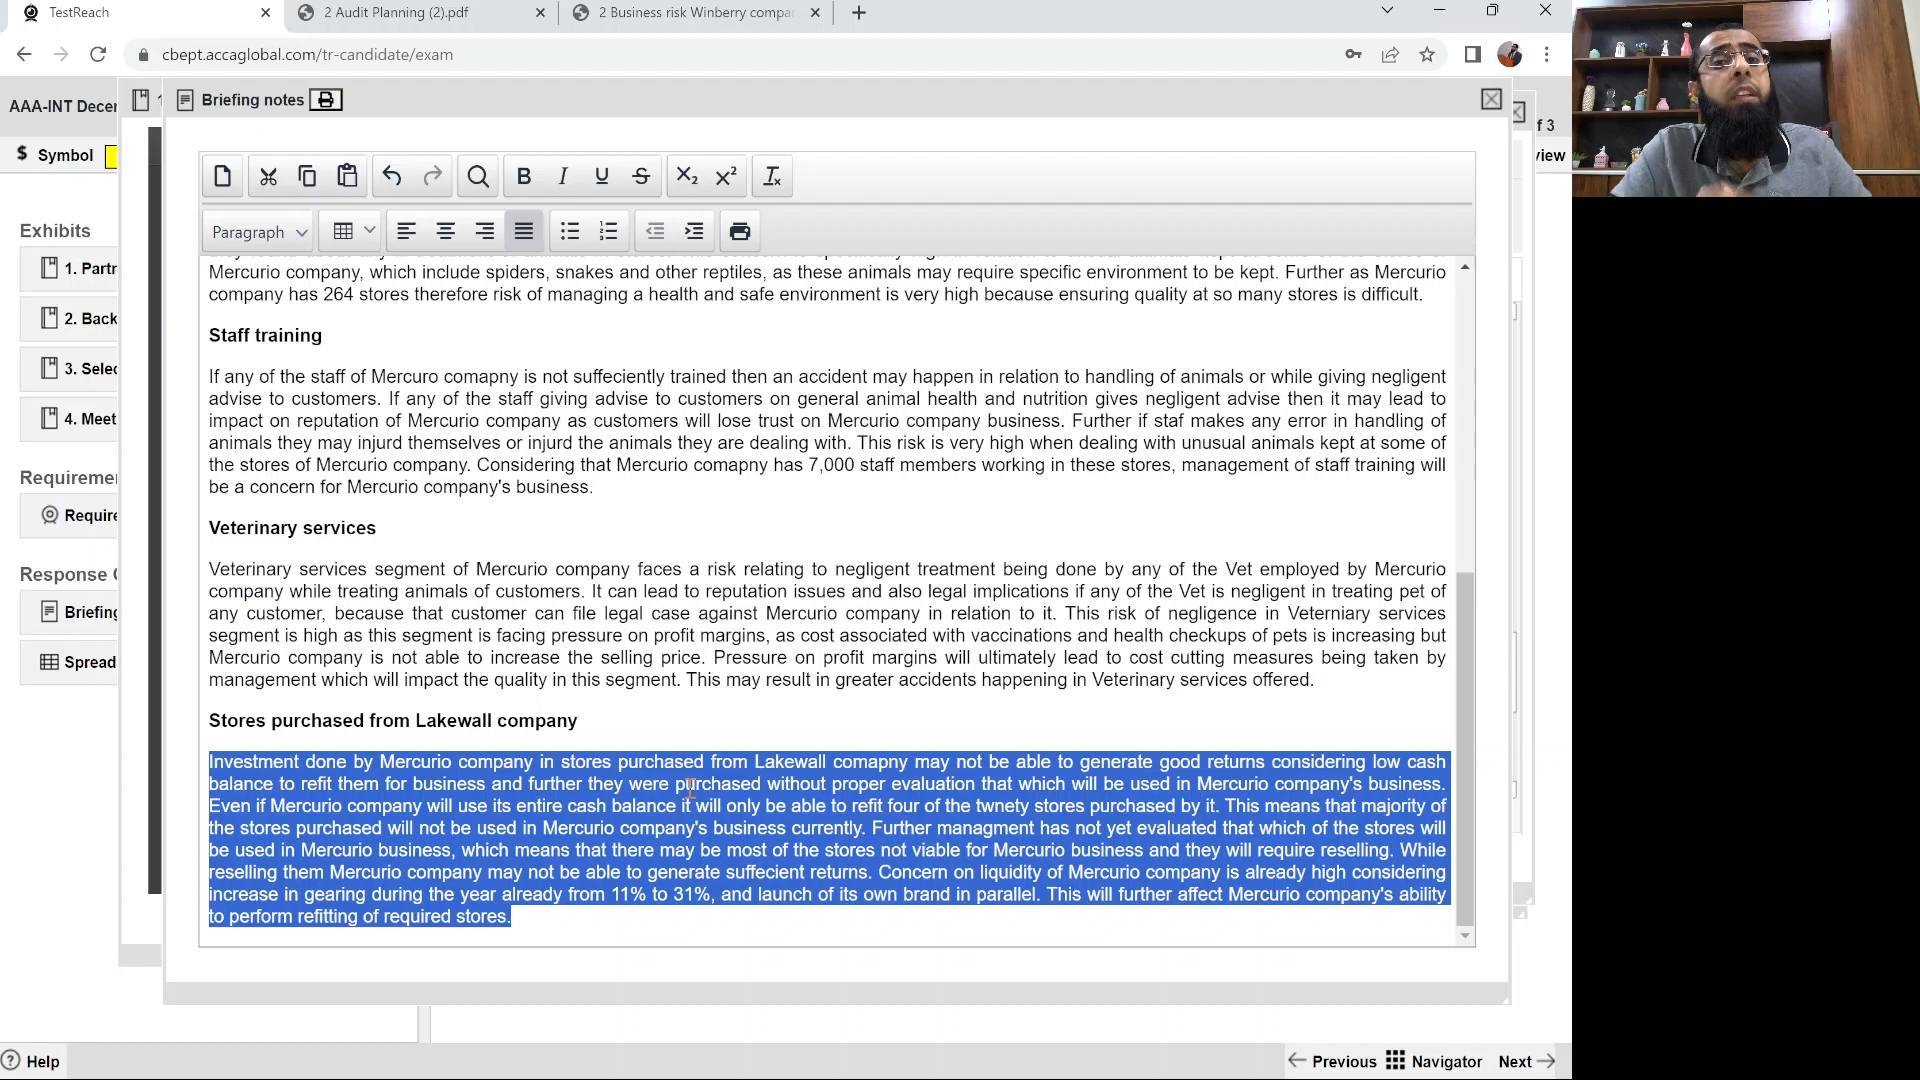 TestReach
2 Audit Planning (2).pdf
2 Business risk Winberry compa
cbept.accaglobal.com/tr-candidate/exam
AAA-INT Decer
Briefing notes
f 3
$ Symbol
view
Paragraph
Exhibits
1. Partr
2. Back
3. Selec
4. Meet
Requireme
Require
Response
Briefing
Spread
Mercurio company, which include spiders, snakes and other reptiles, as these animals may require specific environment to be kept. Further as Mercurio
company has 264 stores therefore risk of managing a health and safe environment is very high because ensuring quality at so many stores is difficult.
Staff training
If any of the staff of Mercuro comapny is not suffeciently trained then an accident may happen in relation to handling of animals or while giving negligent
advise to customers. If any of the staff giving advise to customers on general animal health and nutrition gives negligent advise then it may lead to
impact on reputation of Mercurio company as customers will lose trust on Mercurio company business. Further if staf makes any error in handling of
animals they may injurd themselves or injurd the animals they are dealing with. This risk is very high when dealing with unusual animals kept at some of
the stores of Mercurio company. Considering that Mercurio comapny has 7,000 staff members working in these stores, management of staff training will
be a concern for Mercurio company's business.
Veterinary services
Veterinary services segment of Mercurio company faces a risk relating to negligent treatment being done by any of the Vet employed by Mercurio
company while treating animals of customers. It can lead to reputation issues and also legal implications if any of the Vet is negligent in treating pet of
any customer, because that customer can file legal case against Mercurio company in relation to it. This risk of negligence in Veterniary services
segment is high as this segment is facing pressure on profit margins, as cost associated with vaccinations and health checkups of pets is increasing but
Mercurio company is not able to increase the selling price. Pressure on profit margins will ultimately lead to cost cutting measures being taken by
management which will impact the quality in this segment. This may result in greater accidents happening in Veterinary services offered.
Stores purchased from Lakewall company
Investment done by Mercurio company in stores purchased from Lakewall comapny may not be able to generate good returns considering low cash
balance to refit them for business and further they were purchased without proper evaluation that which will be used in Mercurio company's business.
Even if Mercurio company will use its entire cash balance it will only be able to refit four of the twnety stores purchased by it. This means that majority of
the stores purchased will not be used in Mercurio company's business currently. Further managment has not yet evaluated that which of the stores will
be used in Mercurio business, which means that there may be most of the stores not viable for Mercurio business and they will require reselling. While
reselling them Mercurio company may not be able to generate suffecient returns. Concern on liquidity of Mercurio company is already high considering
increase in gearing during the year already from 11% to 31%, and launch of its own brand in parallel. This will further affect Mercurio company's ability
to perform refitting of required stores.
Help
Previous Navigator Next